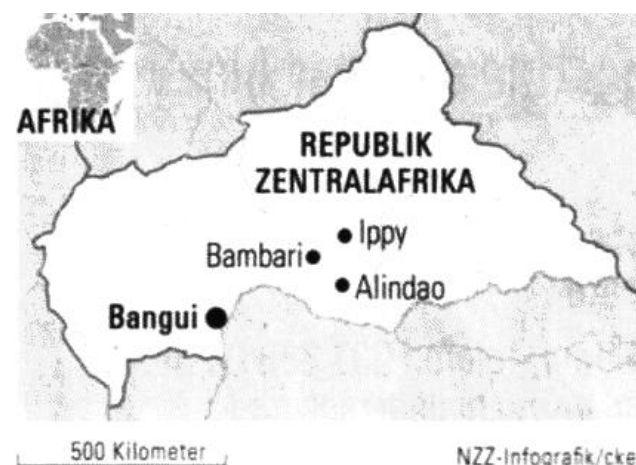 AFRIKA
REPUBLIK
ZENTRALAFRIKA
Ippy
Bambari
Alindao
Bangui
500 Kilometer
NZZ-Infografik/cke